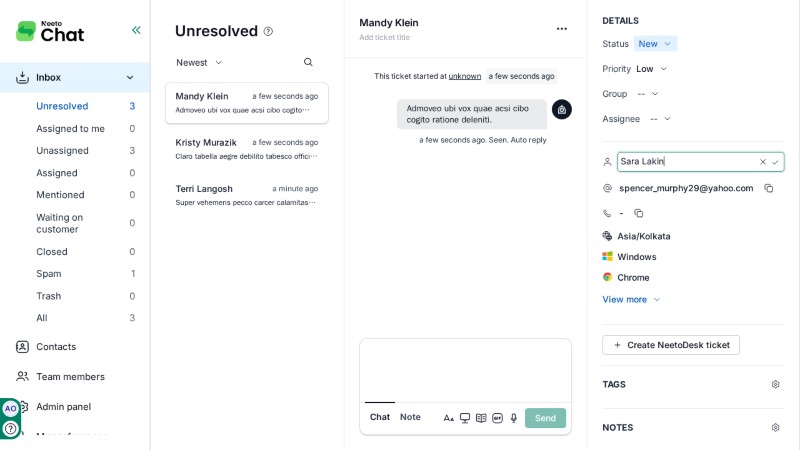 Neeto
Chat
Inbox
Unresolved 3
Assigned to me 0
Unassigned 3
Assigned 0
Mentioned 0
Waiting on
customer 0
Closed 0
Spam 1
Trash 0
All 3
Contacts
Team members
Admin panel
AO
Unresolved
Newest
Mandy Klein a few seconds ago
Admoveo ubi vox quae acsi cibo cogito···
Kristy Murazik a few seconds ago
Claro tabella aegre debilito tabesco offici···
Terri Langosh a minute ago
Super vehemens pecco carcer calamitas···
Mandy Klein
Add ticket title
This ticket started at unknown a few seconds ago
Admoveo ubi vox quae acsi cibo
cogito ratione deleniti.
a few seconds ago. Seen. Auto reply
Chat Note
GIF
Send
DETAILS
Status New
Priority Low
Group --
Assignee --
Sara Lakin
spencer_murphy29@yahoo.com
-
Asia/Kolkata
Windows
Chrome
View more
+ Create NeetoDesk ticket
TAGS
NOTES